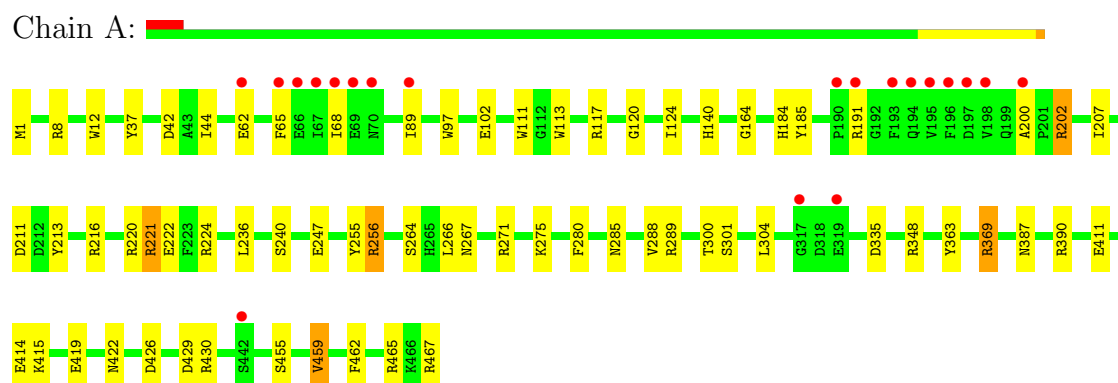 Chain A:
M1 R8 W12 Y37 D42 A43 I44 E62 F65 E66 I67 I68 E69 N70 I89 W97 E102 W111 G112 W113 R117 G120 I124 H140 G164 H184 Y185 P190 R191 G192 F193 Q194 V195 F196 D197 V198 Q199 A200 P201 R202 I207
D211 D212 Y213 R216 R220 R221 E222 F223 R224 L236 S240 E247 Y255 R256 S264 H265 L266 N267 R271 K275 F280 N285 V288 R289 T300 S301 L304 G317 D318 E319 D335 R348 Y363 R369 N387 R390 E411
E414 K415 E419 N422 D426 D429 R430 S442 S455 V459 F462 R465 K466 R467